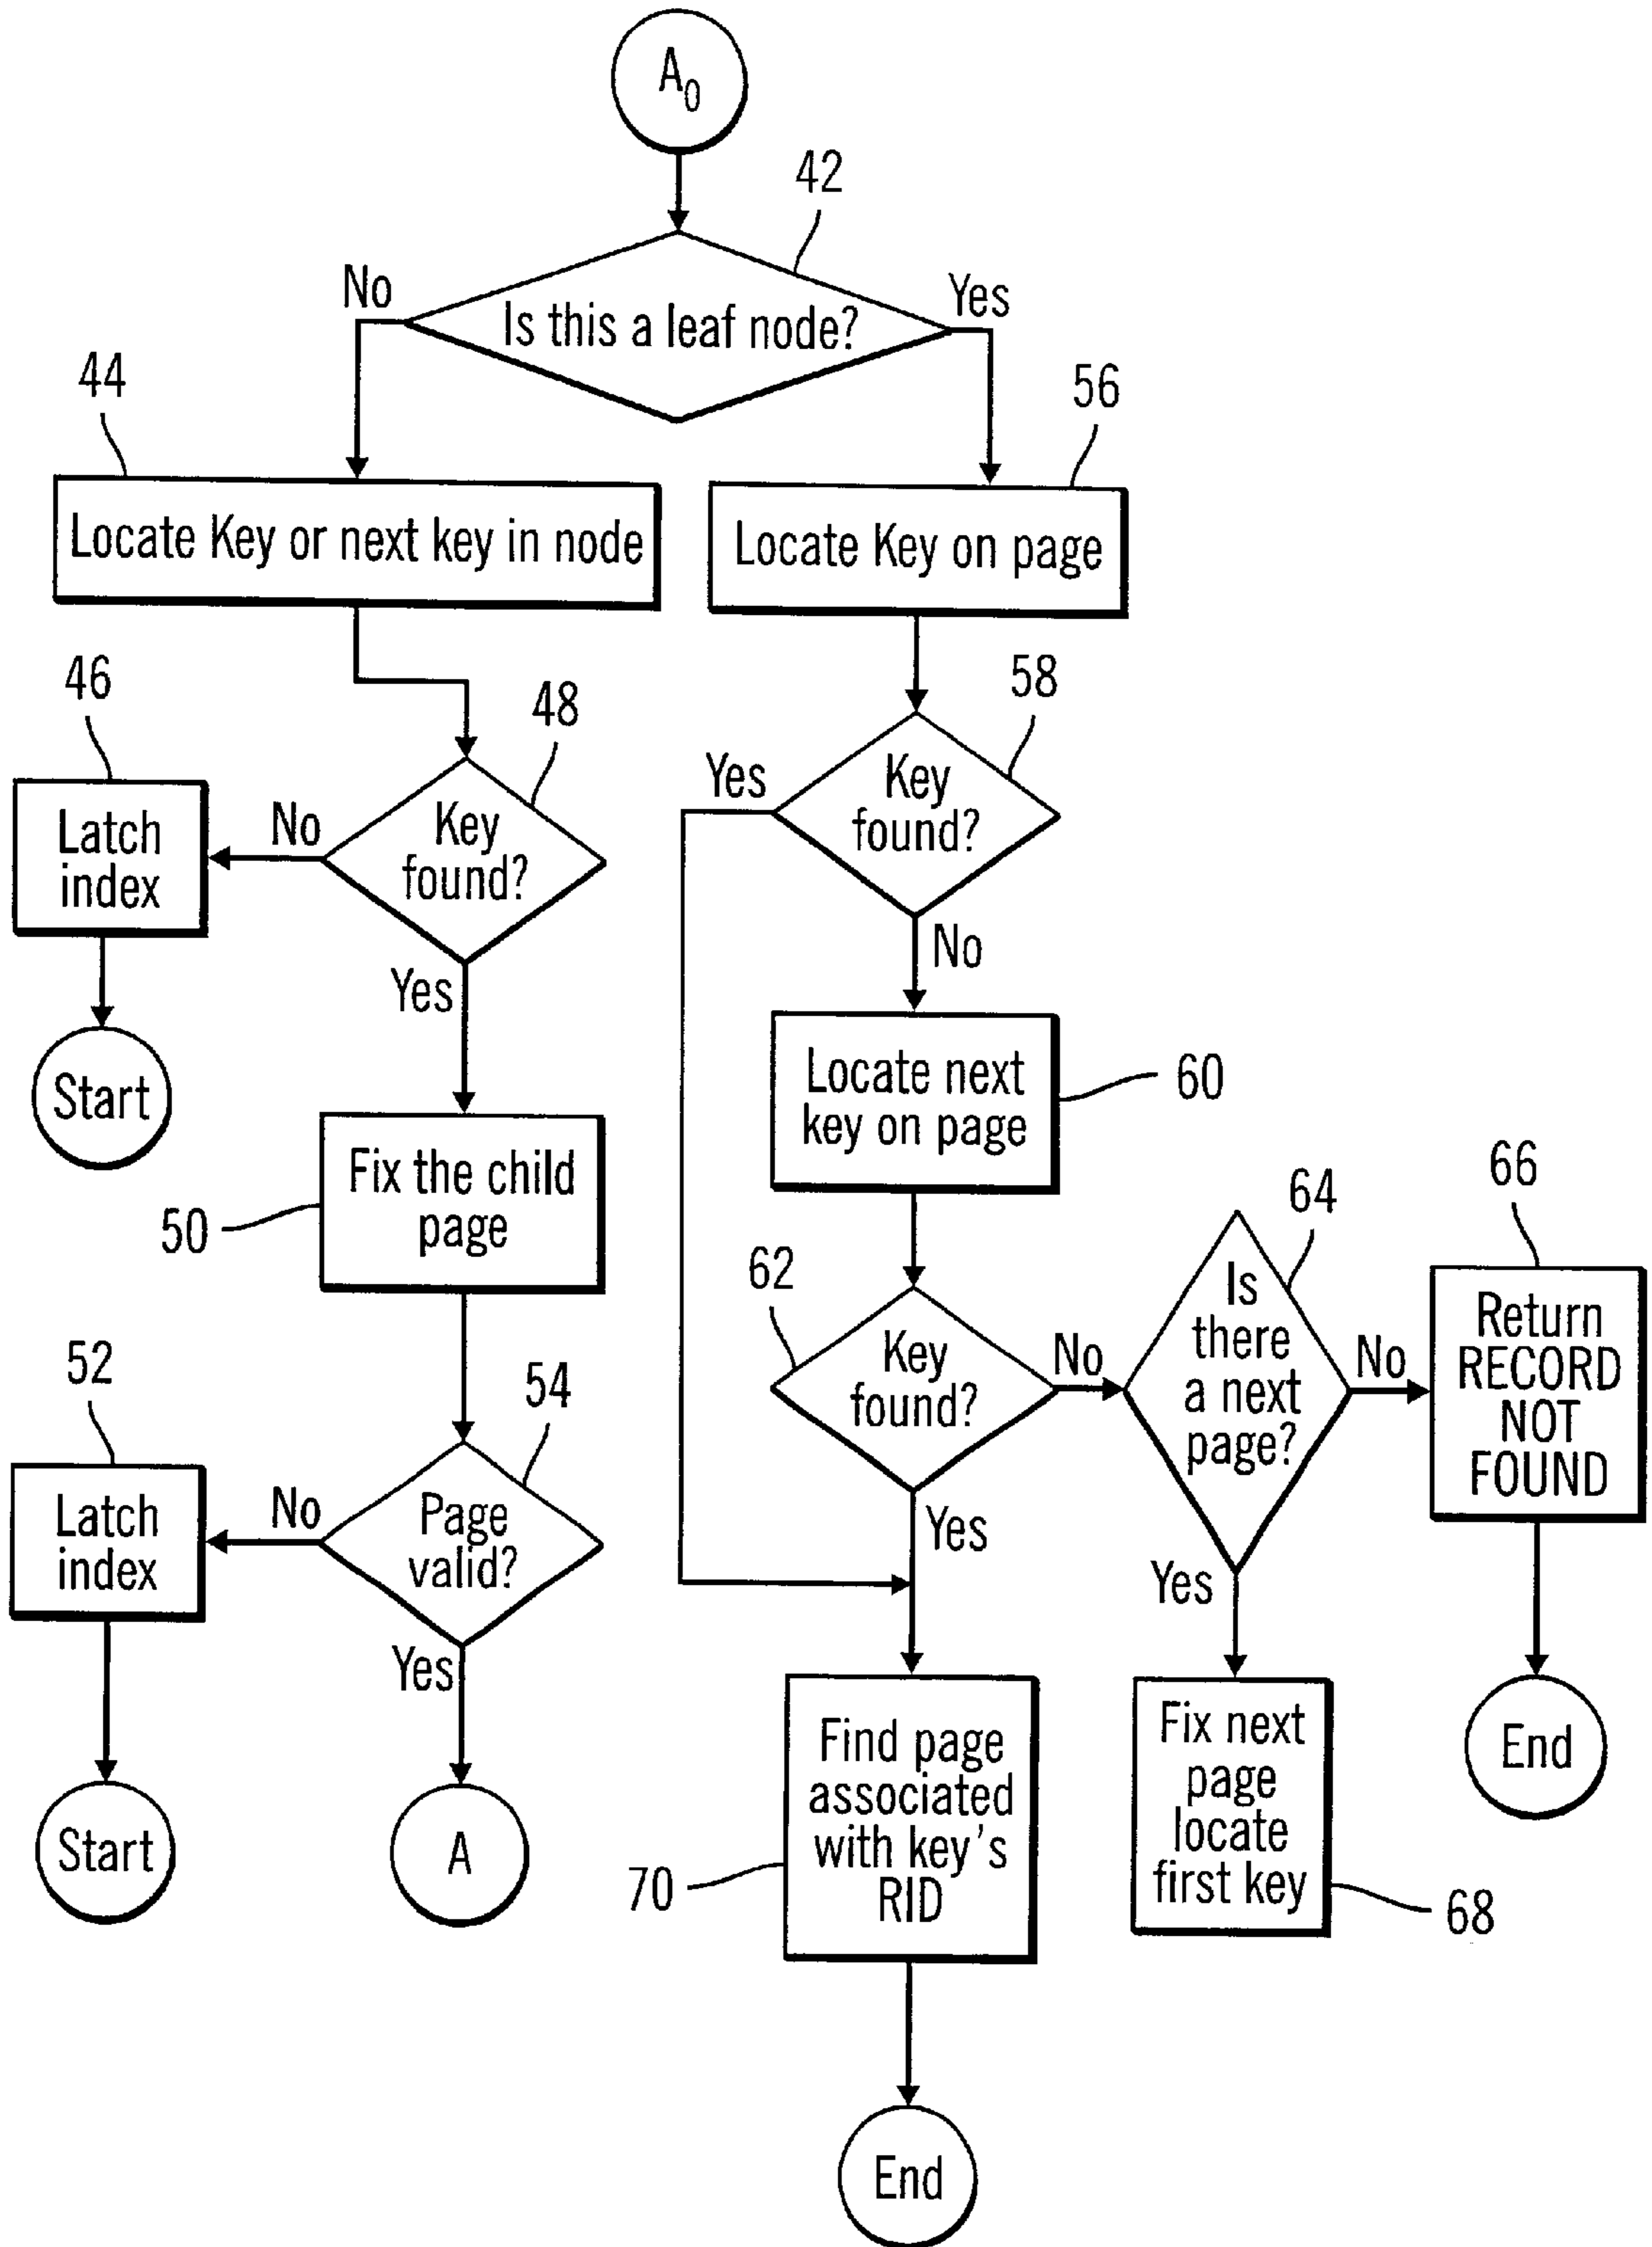 A0
42
No
Yes
Is this a leaf node?
44
56
Locate Key or next key in node
Locate Key on page
46
48
58
Latch
index
No
Key
found?
Yes
Yes
Key
found?
No
Start
Locate next
key on page
60
Fix the child
page
50
62
64
66
Key
found?
No
Is
there
a next
page?
No
Return
RECORD
NOT
FOUND
52
54
Latch
index
No
Page
valid?
Yes
Yes
Yes
Start
A
Find page
associated
with key's
RID
70
Fix next
page
locate
first key
68
End
End